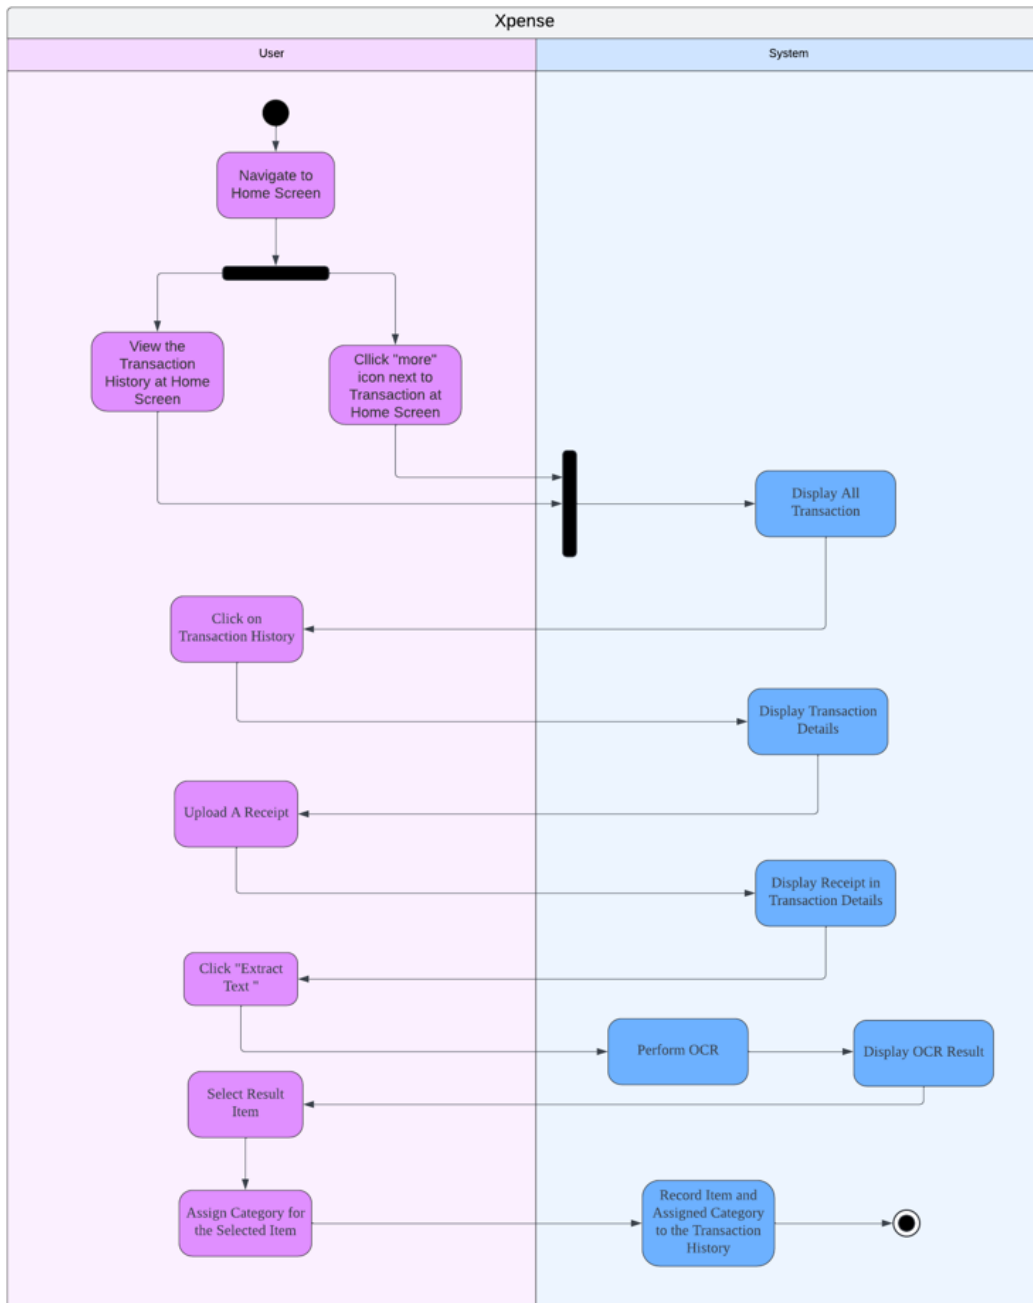 Xpense
User
System
Navigate to
Home Screen
View the
Transaction
History at Home
Screen
Cllick "more"
icon next to
Transaction at
Home Screen
Display All
Transaction
Click on
Transaction History
Display Transaction
Details
Upload A Receipt
Display Receipt in
Transaction Details
Click "Extract
Text "
Perform OCR
Display OCR Result
Select Result
Item
Assign Category for
the Selected Item
Record Item and
Assigned Category
to the Transaction
History